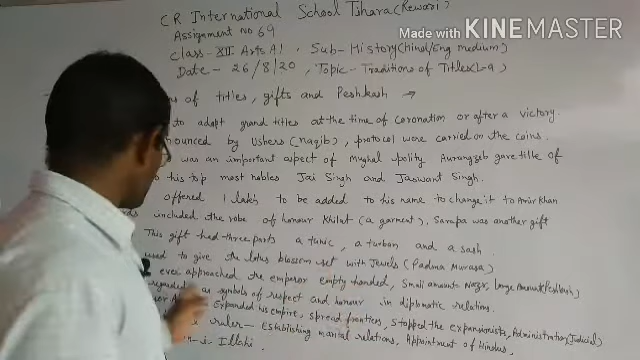 CR International School Tihara (Rewari)
Made with KINEMASTER
Assignment no 69
Class - XII Arts A1, Sub - History (Hind/Eng medium)
Date - 26/8/20, Topic - Traditions of Titles (L-9)
of titles, gifts and Peshkash →
to adopt grand titles at the time of coronation or after a victory.
by Ushers (naqib), protocol were carried on the coins.
was an important aspect of Mughal polity Aurangzeb gave title of
his top most nobles Jai Singh and Jaswant Singh.
offered 1 lakh to be added to his name to change it to Amir Khan
included the robe of honour Khilat (a garment). Sarapa was another gift
This gift had three parts a tunic, a turban and a sash.
used to give the lotus blossom set with Jewels (Padma Murasa)
ever approached the emperor empty handed, Small amount nazr, large Amount (Peshkash)
regarded as symbols of respect and honour in diplomatic relations.
Expanded his empire, spread frontiers, Stopped the expansionists, Administration, Judicial)
ruler - Establishing marital relations, Appointment of Hindus
i Illahi.